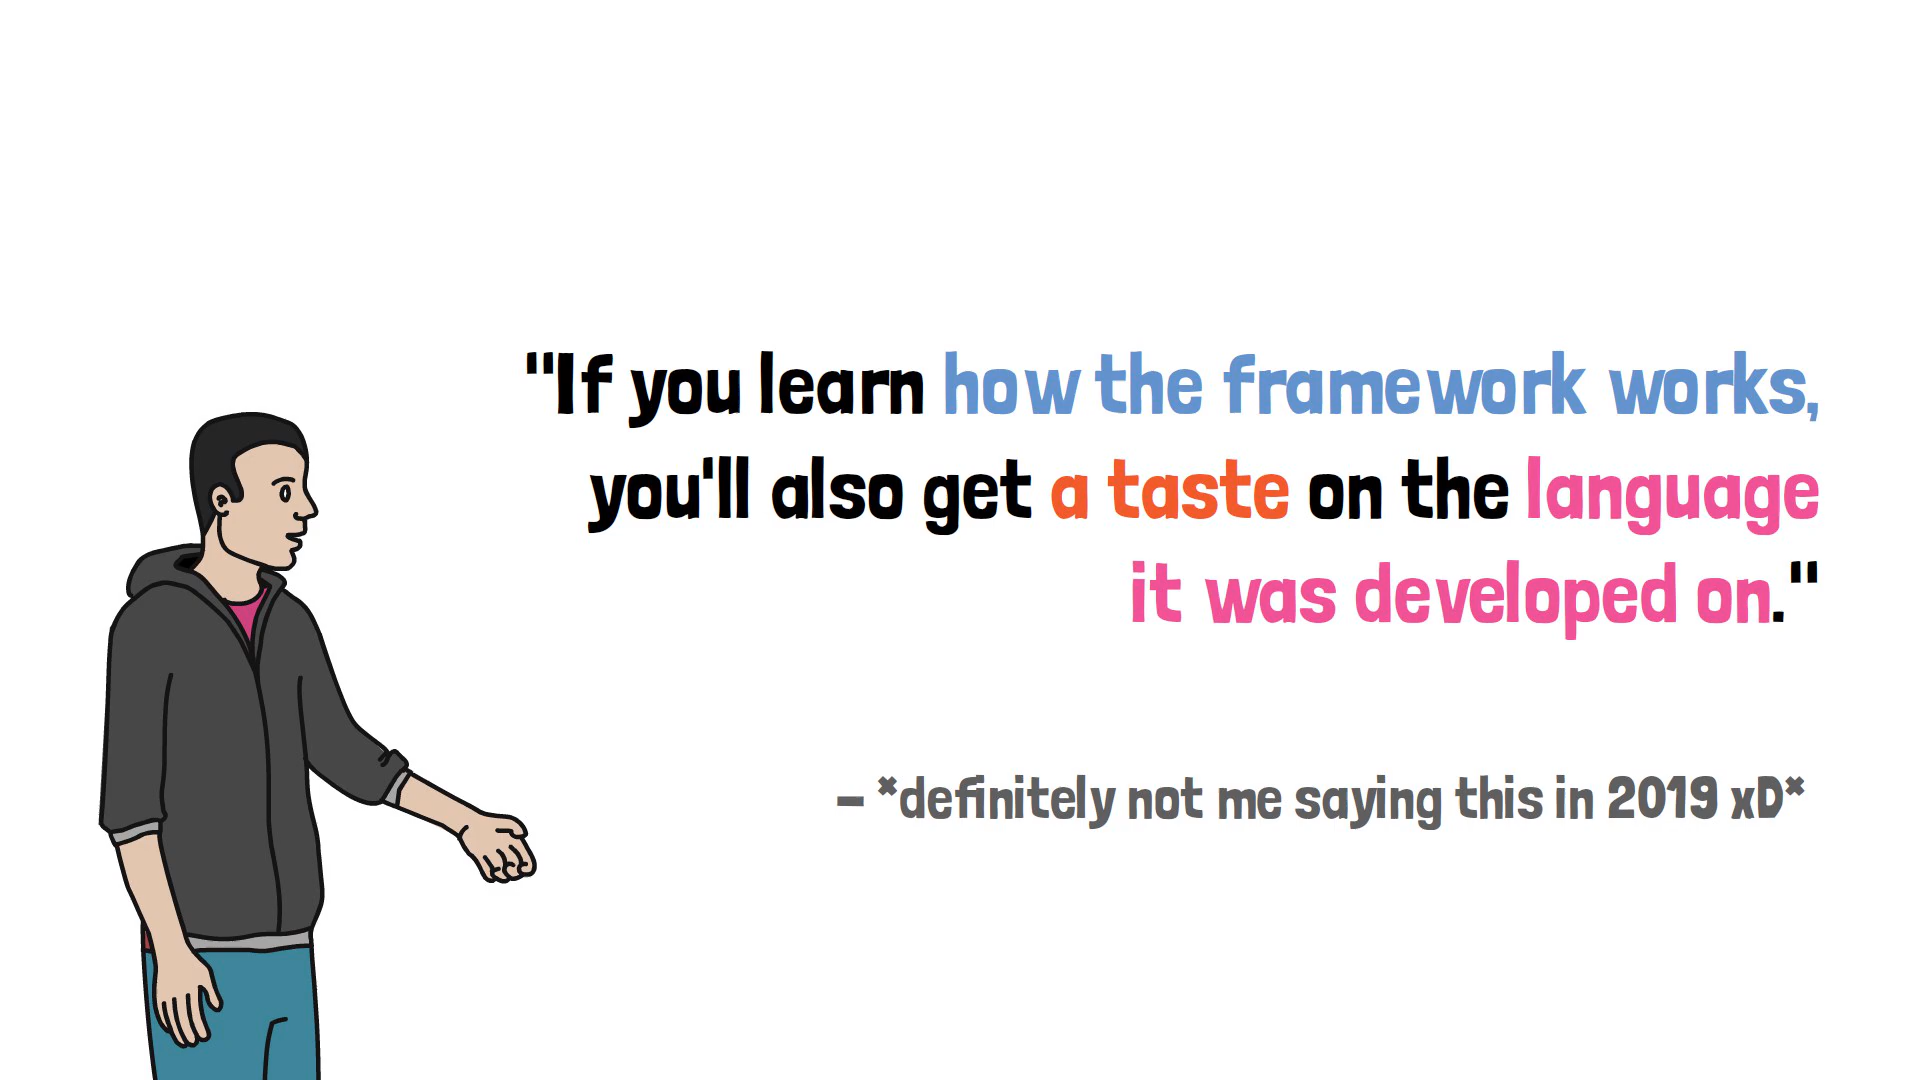 "If you learn how the framework works,
you'll also get a taste on the language
it was developed on."
– *definitely not me saying this in 2019 xD*